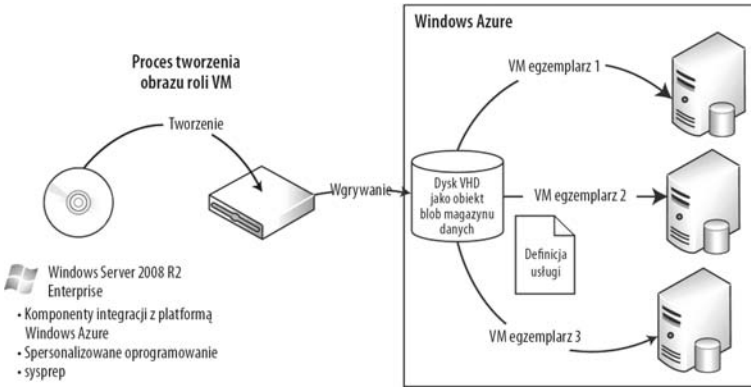 Windows Azure
Proces tworzenia
obrazu roli VM
VM egzemplarz 1
Tworzenie
Wgrywanie
Dysk VHD
jako obiekt
blob magazynu
danych
VM egzemplarz 2
Definicja
usługi
Windows Server 2008 R2
Enterprise
• Komponenty integracji z platformą
Windows Azure
• Spersonalizowane oprogramowanie
• sysprep
VM egzemplarz 3